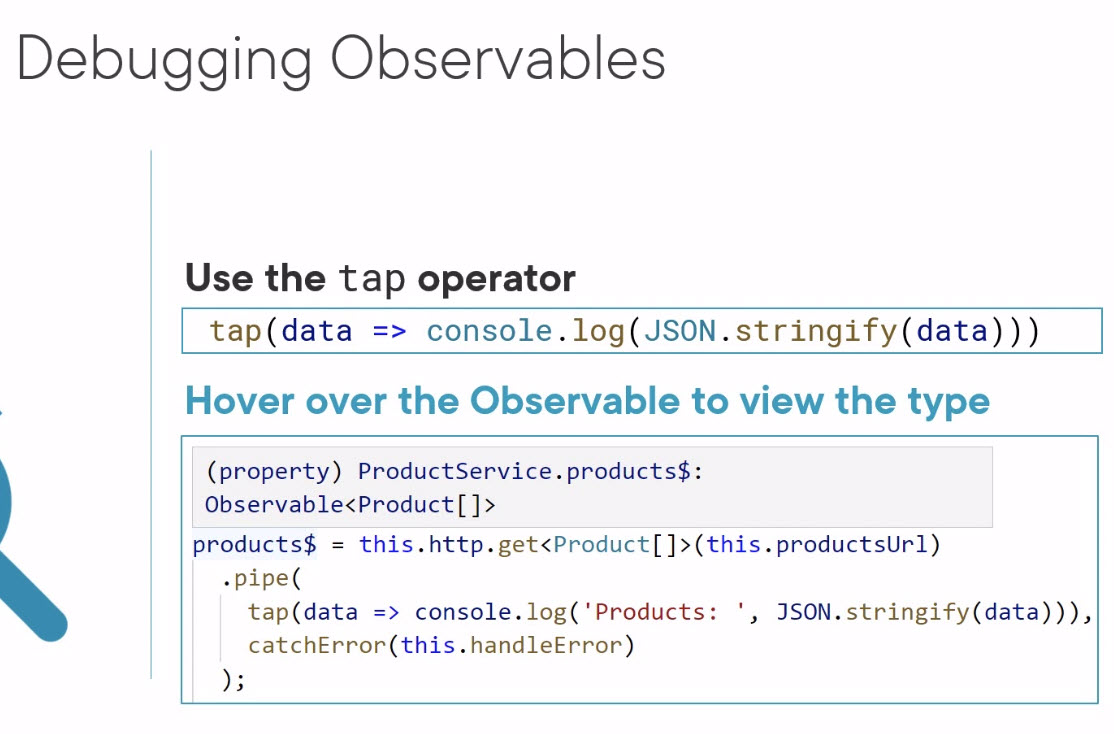 Debugging Observables
Use the tap operator
tap(data => console.log(JSON.stringify(data)))
Hover over the Observable to view the type
(property) ProductService.products$:
Observable<Product[]>
products$ = this.http.get<Product[]>(this.productsUrl)
.pipe(
tap(data => console.log('Products: ', JSON.stringify(data))),
catchError(this.handleError)
);